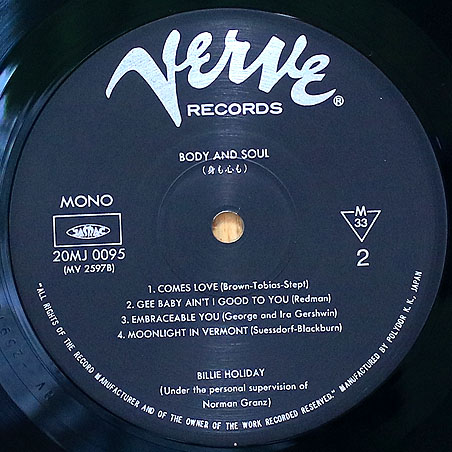 Verve®
RECORDS
BODY AND SOUL
(身も心も)
MONO
JASRAC
20MJ 0095
(MV 2597B)
M
33
2
1. COMES LOVE (Brown-Tobias-Stept)
2. GEE BABY AIN'T I GOOD TO YOU (Redman)
3. EMBRACEABLE YOU (George and Ira Gershwin)
4. MOONLIGHT IN VERMONT (Suessdorf-Blackburn)
BILLIE HOLIDAY
(Under the personal supervision of
Norman Granz)
"ALL RIGHTS OF THE RECORD MANUFACTURER AND OF THE OWNER OF THE WORK RECORDED RESERVED." MANUFACTURED BY POLYDOR K. K., JAPAN